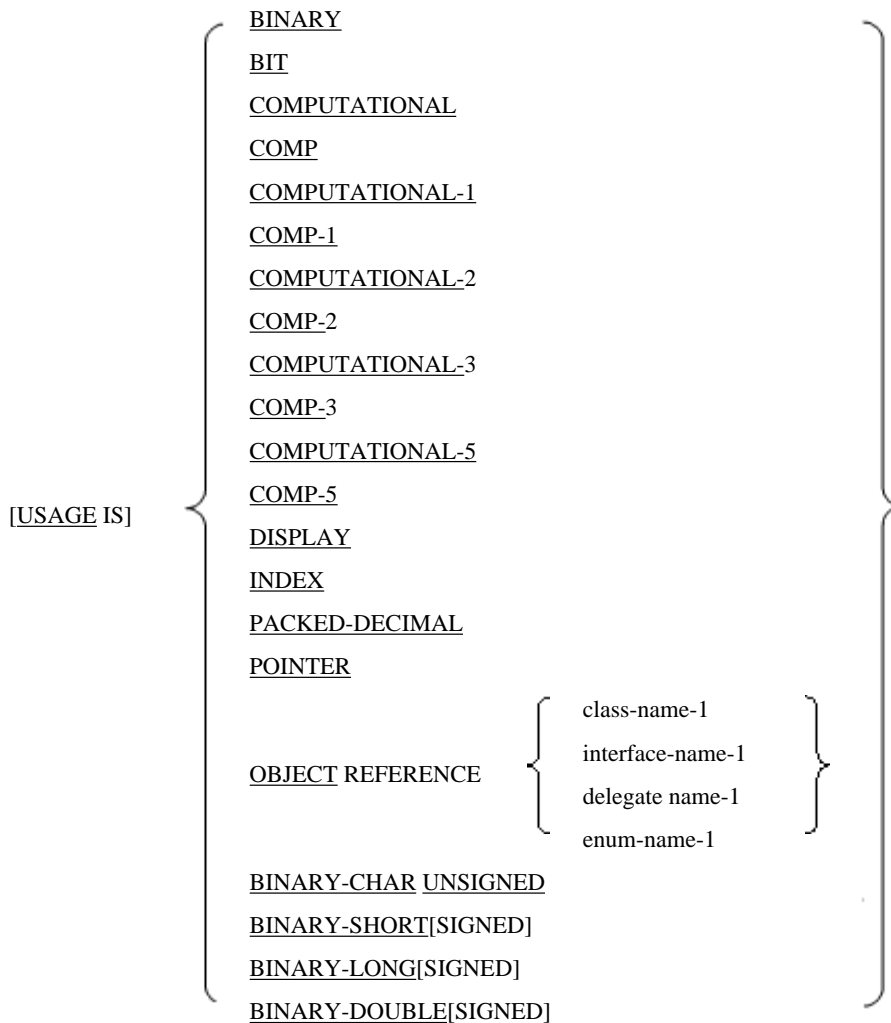 BINARY
BIT
COMPUTATIONAL
COMP
COMPUTATIONAL-1
COMP-1
COMPUTATIONAL-2
COMP-2
COMPUTATIONAL-3
COMP-3
COMPUTATIONAL-5
COMP-5
[USAGE IS]
DISPLAY
INDEX
PACKED-DECIMAL
POINTER
OBJECT REFERENCE
class-name-1
interface-name-1
delegate name-1
enum-name-1
BINARY-CHAR UNSIGNED
BINARY-SHORT[SIGNED]
BINARY-LONG[SIGNED]
BINARY-DOUBLE[SIGNED]